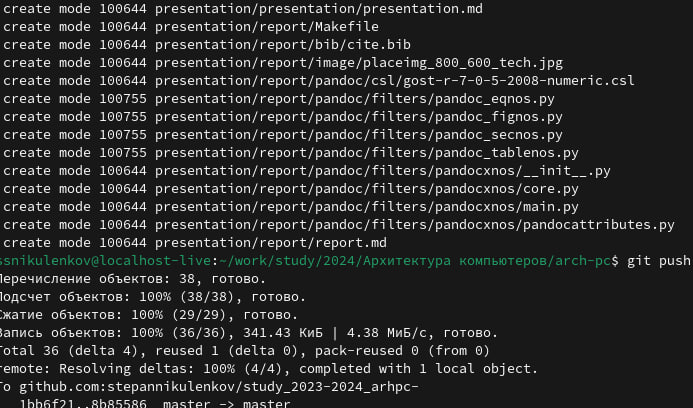 create mode 100644 presentation/presentation/presentation.md
create mode 100644 presentation/report/Makefile
create mode 100644 presentation/report/bib/cite.bib
create mode 100644 presentation/report/image/placeimg_800_600_tech.jpg
create mode 100644 presentation/report/pandoc/csl/gost-r-7-0-5-2008-numeric.csl
create mode 100755 presentation/report/pandoc/filters/pandoc_eqnos.py
create mode 100755 presentation/report/pandoc/filters/pandoc_fignos.py
create mode 100755 presentation/report/pandoc/filters/pandoc_secnos.py
create mode 100755 presentation/report/pandoc/filters/pandoc_tablenos.py
create mode 100644 presentation/report/pandoc/filters/pandocxnos/__init__.py
create mode 100644 presentation/report/pandoc/filters/pandocxnos/core.py
create mode 100644 presentation/report/pandoc/filters/pandocxnos/main.py
create mode 100644 presentation/report/pandoc/filters/pandocxnos/pandocattributes.py
create mode 100644 presentation/report/report.md
ssnikulenkov@localhost-live:~/work/study/2024/Архитектура компьютеров/arch-pc$ git push
Перечисление объектов: 38, готово.
Подсчет объектов: 100% (38/38), готово.
Сжатие объектов: 100% (29/29), готово.
Запись объектов: 100% (36/36), 341.43 КиБ | 4.38 МиБ/с, готово.
Total 36 (delta 4), reused 1 (delta 0), pack-reused 0 (from 0)
remote: Resolving deltas: 100% (4/4), completed with 1 local object.
To github.com:stepannikulenkov/study_2023-2024_arhpc-
1bb6f21..8b85586 master -> master